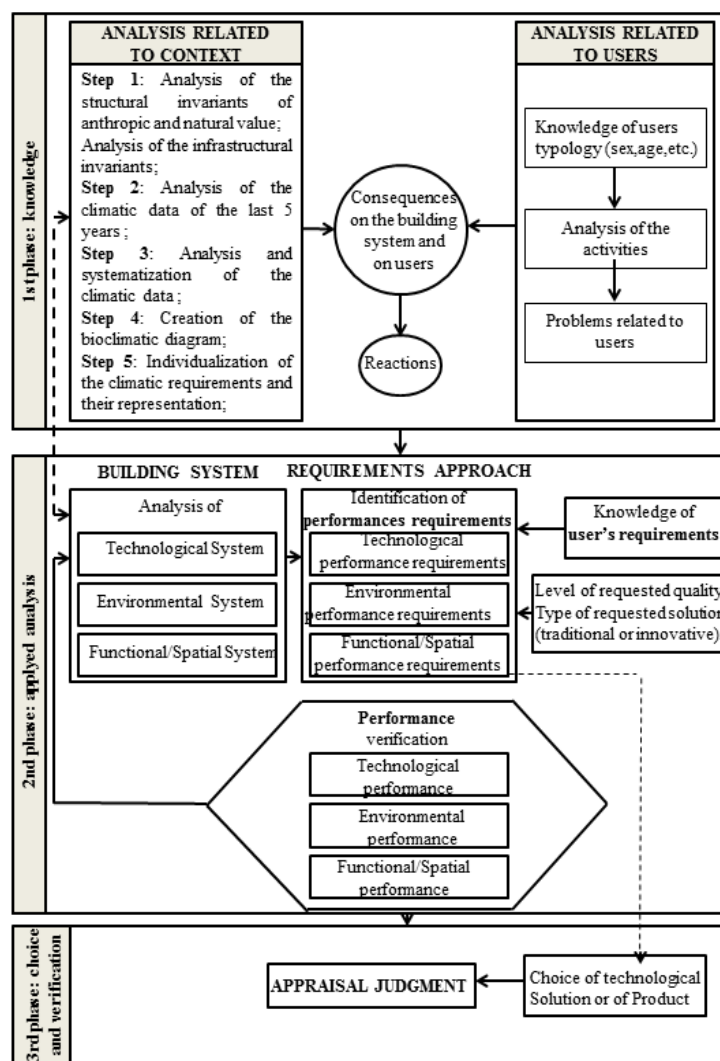 1st phase: knowledge
ANALYSIS RELATED
TO CONTEXT
Step 1: Analysis of the
structural invariants of
anthropic and natural value;
Analysis of the infrastructural
invariants;
Step 2: Analysis of the
climatic data of the last 5
years;
Step 3: Analysis and
systematization of the
climatic data;
Step 4: Creation of the
bioclimatic diagram;
Step 5: Individualization of
the climatic requirements and
their representation;
Consequences
on the building
system and
on users
Reactions
ANALYSIS RELATED
TO USERS
Knowledge of users
typology (sex,age,etc.)
Analysis of the
activities
Problems related to
users
2nd phase: applyed analysis
BUILDING SYSTEM
Analysis of
Technological System
Environmental System
Functional/Spatial System
REQUIREMENTS APPROACH
Identification of
performances requirements
Technological
performance requirements
Environmental
performance requirements
Functional/Spatial
performance requirements
Knowledge of
user's requirements
Level of requested quality
Type of requested solution
(traditional or innovative)
Performance
verification
Technological
performance
Environmental
performance
Functional/Spatial
performance
3rd phase: choice
and verification
APPRAISAL JUDGMENT
Choice of technological
Solution or of Product